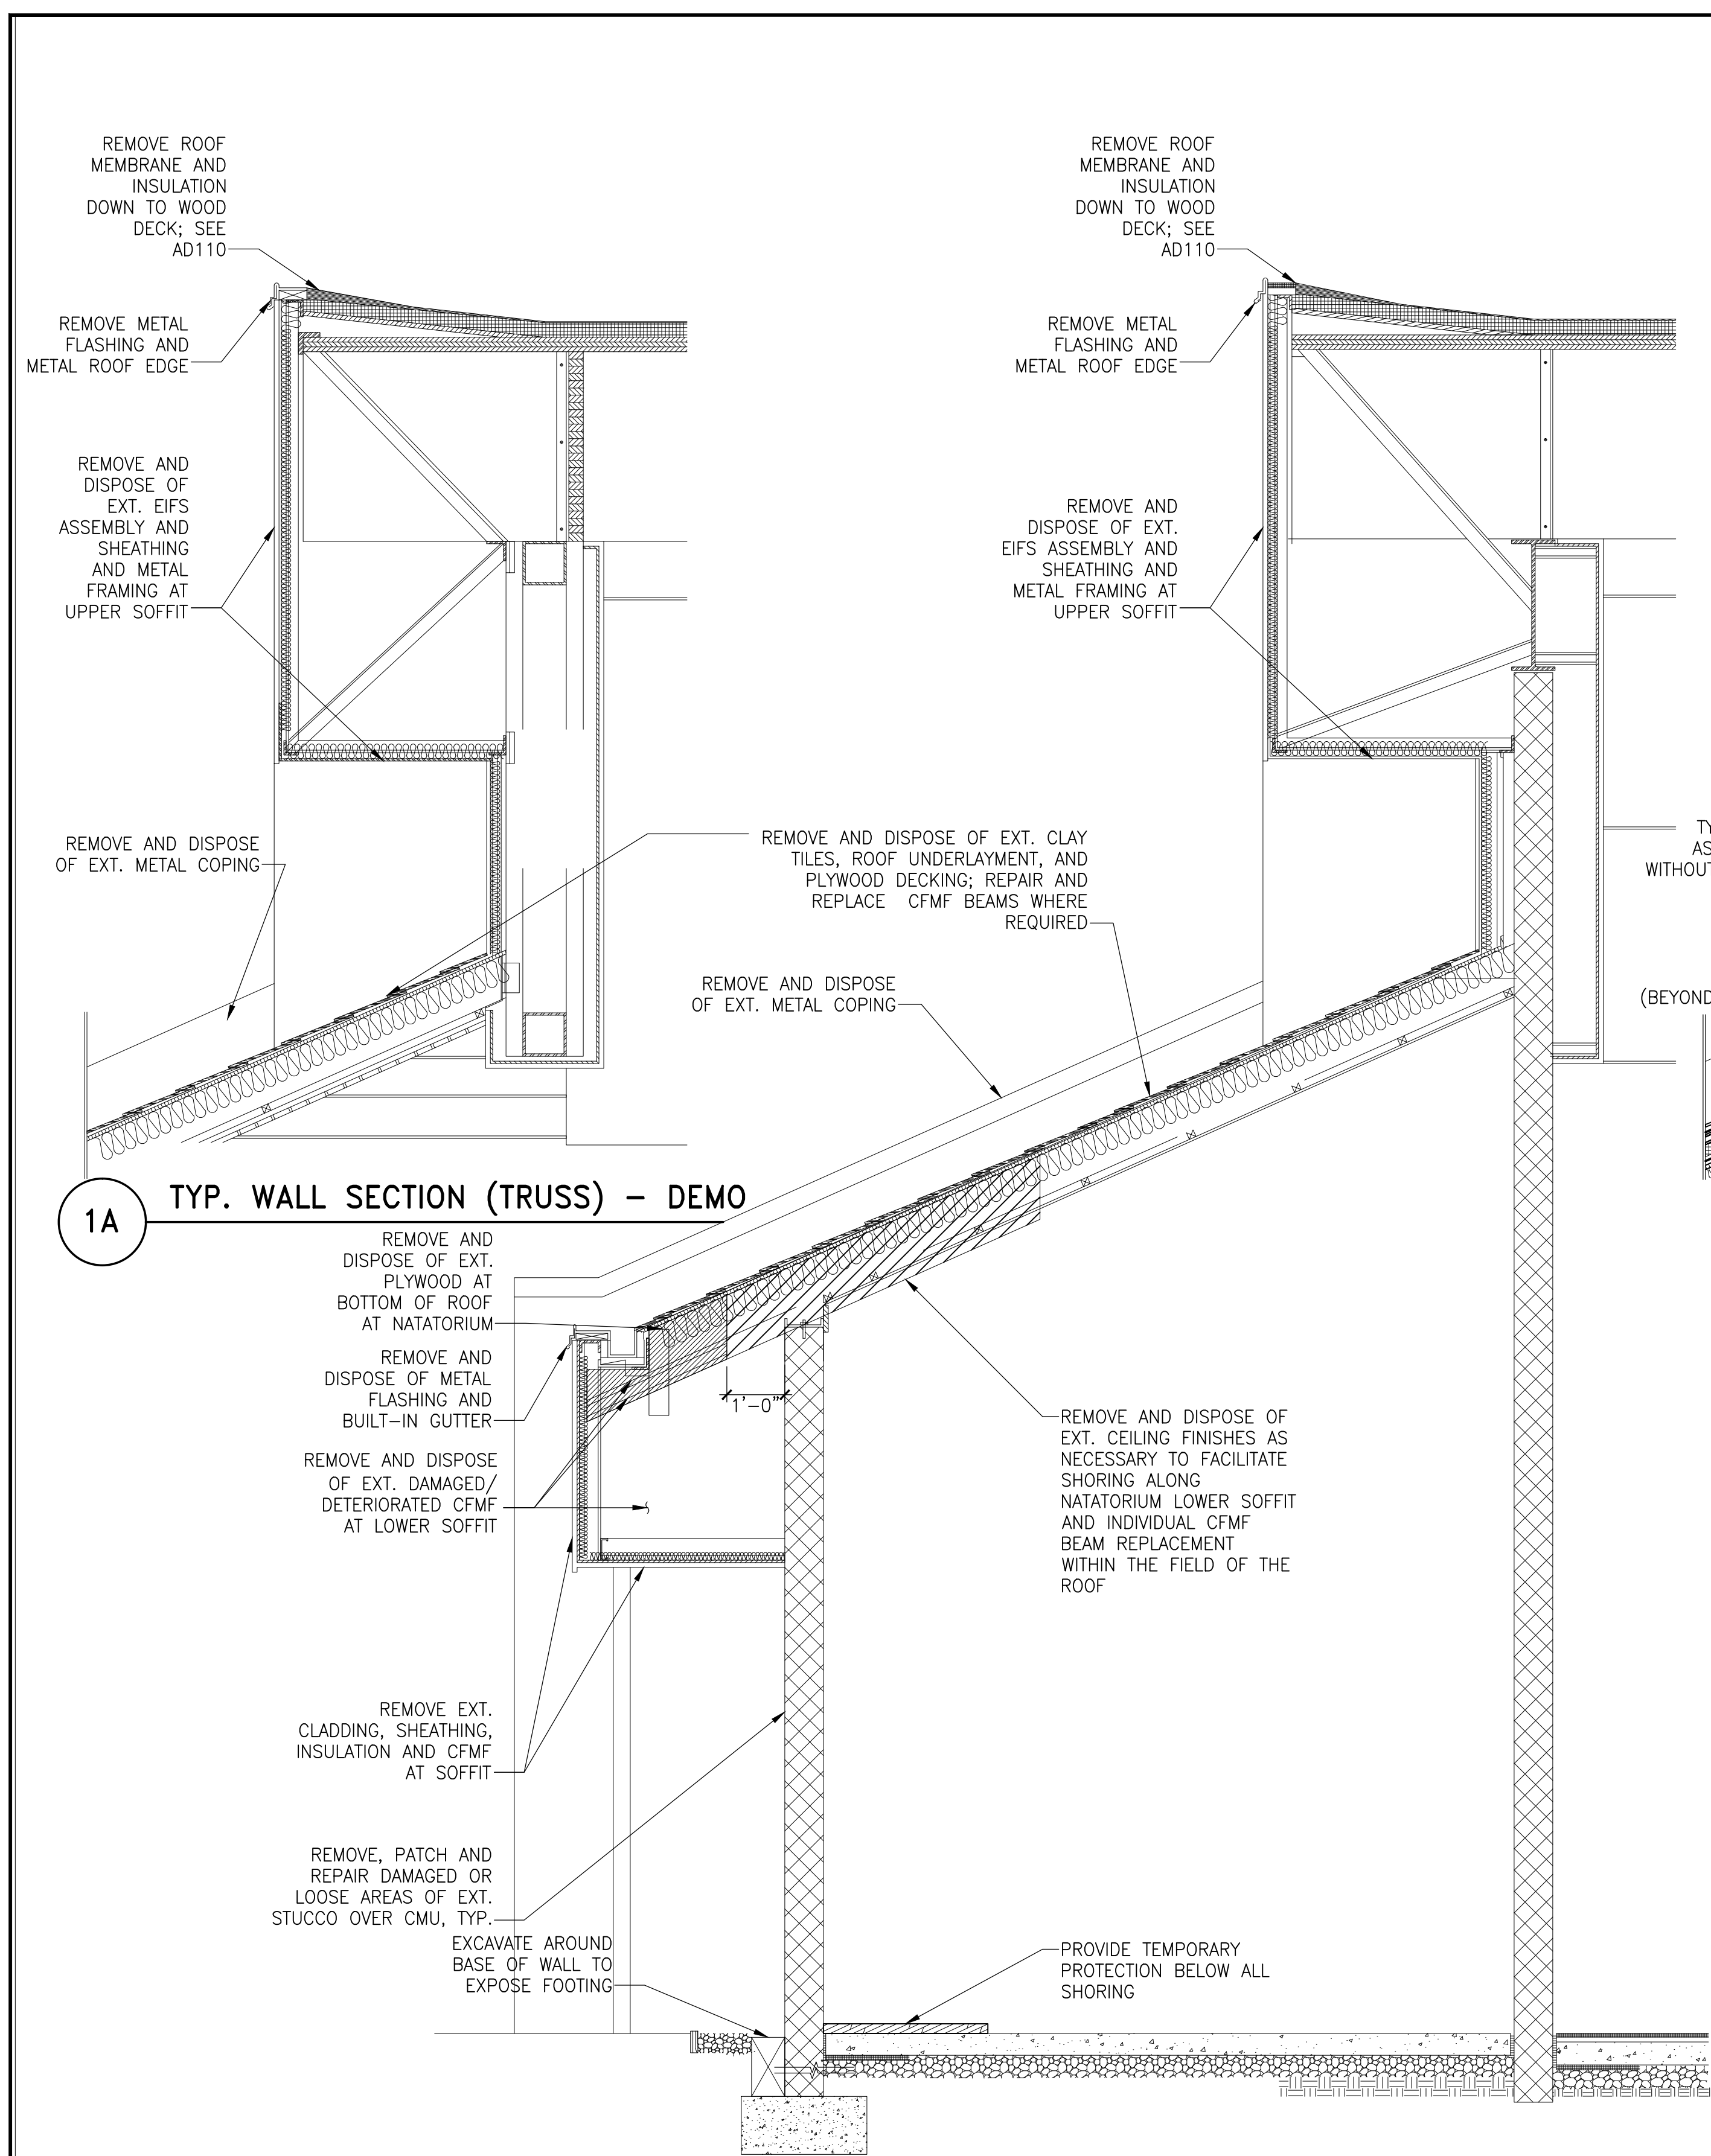 REMOVE ROOF
MEMBRANE AND
INSULATION
DOWN TO WOOD
DECK; SEE
AD110
REMOVE METAL
FLASHING AND
METAL ROOF EDGE
REMOVE AND
DISPOSE OF
EXT. EIFS
ASSEMBLY AND
SHEATHING
AND METAL
FRAMING AT
UPPER SOFFIT
REMOVE AND DISPOSE
OF EXT. METAL COPING
REMOVE ROOF
MEMBRANE AND
INSULATION
DOWN TO WOOD
DECK; SEE
AD110
REMOVE METAL
FLASHING AND
METAL ROOF EDGE
REMOVE AND
DISPOSE OF EXT.
EIFS ASSEMBLY AND
SHEATHING AND
METAL FRAMING AT
UPPER SOFFIT
REMOVE AND DISPOSE OF EXT. CLAY
TILES, ROOF UNDERLAYMENT, AND
PLYWOOD DECKING; REPAIR AND
REPLACE CFMF BEAMS WHERE
REQUIRED
REMOVE AND DISPOSE
OF EXT. METAL COPING
TY
AS
WITHOUT
(BEYOND
1A
TYP. WALL SECTION (TRUSS) – DEMO
REMOVE AND
DISPOSE OF EXT.
PLYWOOD AT
BOTTOM OF ROOF
AT NATATORIUM
REMOVE AND
DISPOSE OF METAL
FLASHING AND
BUILT–IN GUTTER
1'–0"
REMOVE AND DISPOSE
OF EXT. DAMAGED/
DETERIORATED CFMF
AT LOWER SOFFIT
REMOVE AND DISPOSE OF
EXT. CEILING FINISHES AS
NECESSARY TO FACILITATE
SHORING ALONG
NATATORIUM LOWER SOFFIT
AND INDIVIDUAL CFMF
BEAM REPLACEMENT
WITHIN THE FIELD OF THE
ROOF
REMOVE EXT.
CLADDING, SHEATHING,
INSULATION AND CFMF
AT SOFFIT
REMOVE, PATCH AND
REPAIR DAMAGED OR
LOOSE AREAS OF EXT.
STUCCO OVER CMU, TYP.
EXCAVATE AROUND
BASE OF WALL TO
EXPOSE FOOTING
PROVIDE TEMPORARY
PROTECTION BELOW ALL
SHORING